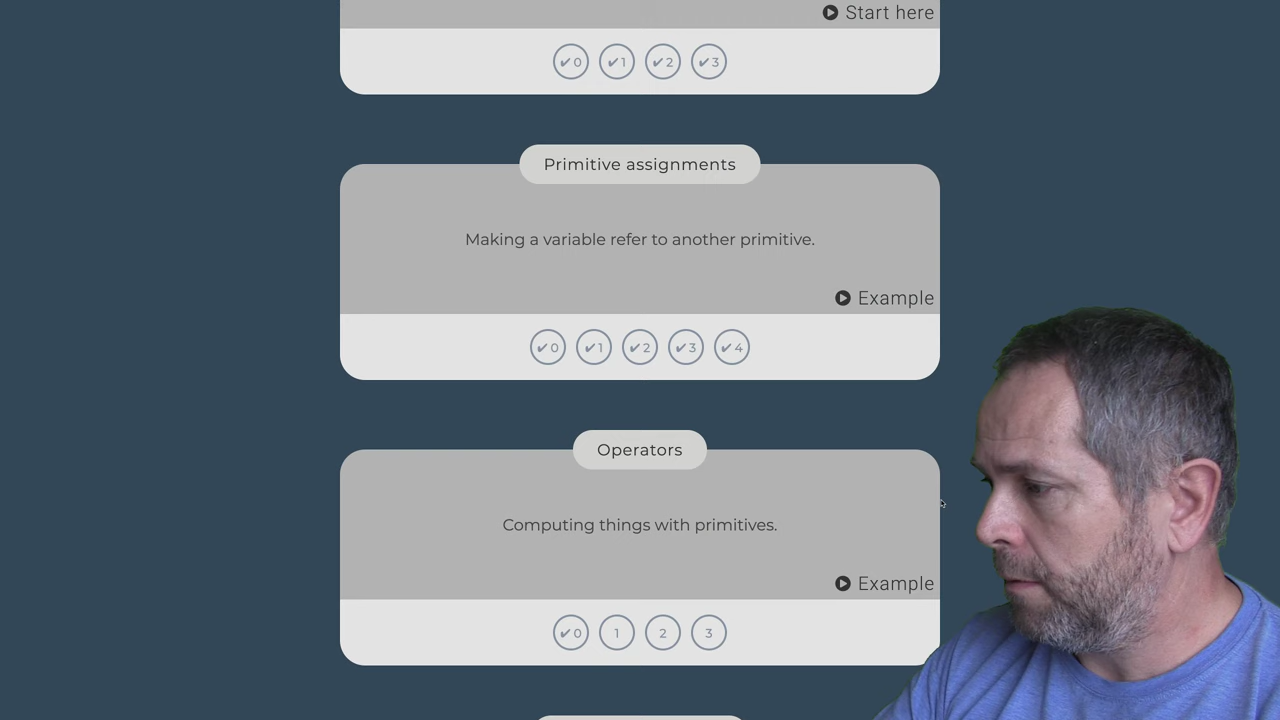 Start here
✔0 ✔1 ✔2 ✔3
Primitive assignments
Making a variable refer to another primitive.
Example
✔0 ✔1 ✔2 ✔3 ✔4
Operators
Computing things with primitives.
Example
✔0 1 2 3